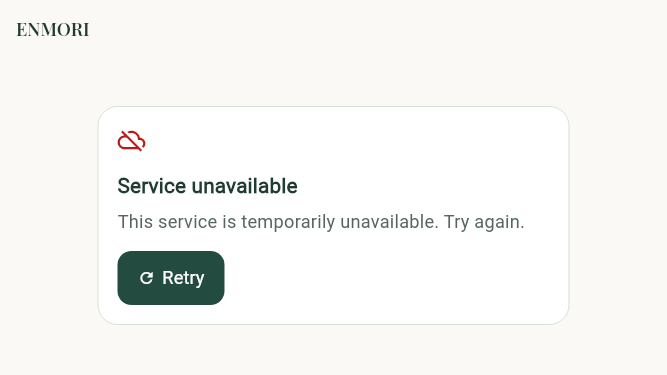 ENMORI
Service unavailable
This service is temporarily unavailable. Try again.
Retry